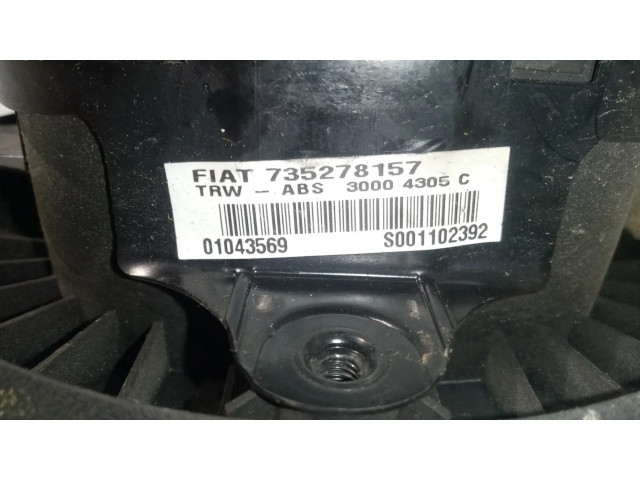 FIAT 735278157
TRW - ABS 3000 4305 C
01043569 S001102392